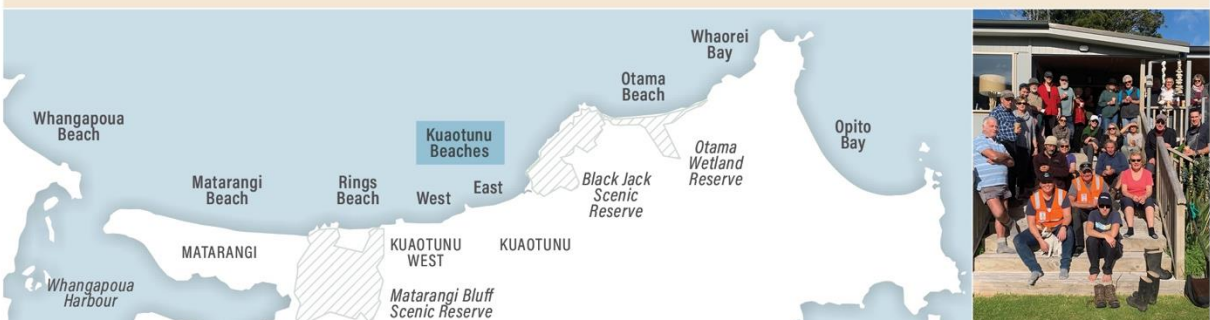 Whaorei
Bay
Otama
Beach
Whangapoua
Beach
Kuaotunu
Beaches
Opito
Bay
Otama
Wetland
Reserve
Matarangi
Beach
Rings
Beach
West
East
Black Jack
Scenic
Reserve
MATARANGI
KUAOTUNU
WEST
KUAOTUNU
Whangapoua
Harbour
Matarangi Bluff
Scenic Reserve